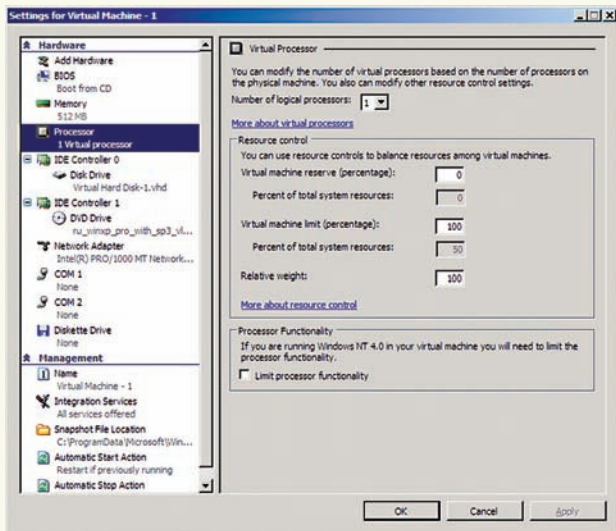 Settings for Virtual Machine - 1
Hardware
Add Hardware
BIOS
Boot from CD
Memory
512 MB
Processor
1 Virtual processor
IDE Controller 0
Disk Drive
Virtual Hard Disk-1.vhd
IDE Controller 1
DVD Drive
ru_winxp_pro_with_sp3_vl...
Network Adapter
Intel(R) PRO/1000 MT Network...
COM 1
None
COM 2
None
Diskette Drive
None
Management
Name
Virtual Machine - 1
Integration Services
All services offered
Snapshot File Location
C:\ProgramData\Microsoft\Win...
Automatic Start Action
Restart if previously running
Automatic Stop Action
Virtual Processor
You can modify the number of virtual processors based on the number of processors on
the physical machine. You also can modify other resource control settings.
Number of logical processors: 1
More about virtual processors
Resource control
You can use resource controls to balance resources among virtual machines.
Virtual machine reserve (percentage): 0
Percent of total system resources: 0
Virtual machine limit (percentage): 100
Percent of total system resources: 50
Relative weight: 100
More about resource control
Processor Functionality
If you are running Windows NT 4.0 in your virtual machine you will need to limit the
processor functionality.
Limit processor functionality
OK Cancel Apply